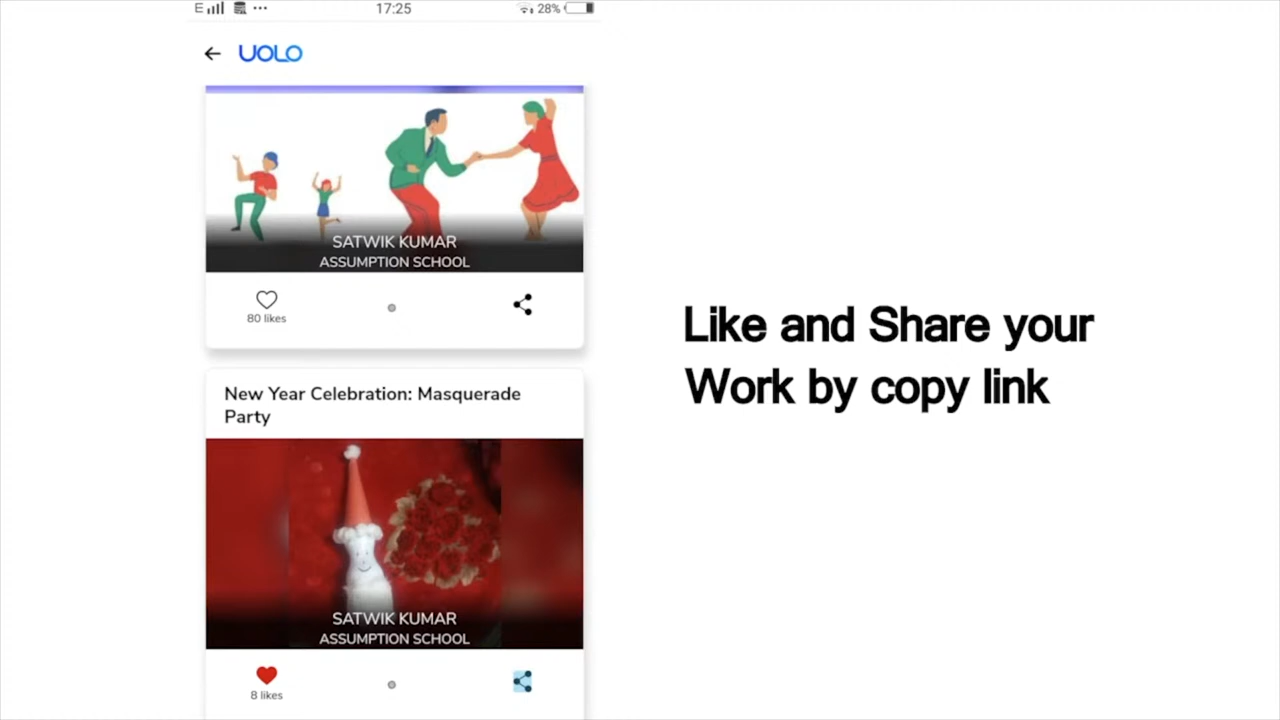 E 17:25 28%
UOLO
SATWIK KUMAR
ASSUMPTION SCHOOL
80 likes
New Year Celebration: Masquerade
Party
SATWIK KUMAR
ASSUMPTION SCHOOL
8 likes
Like and Share your
Work by copy link